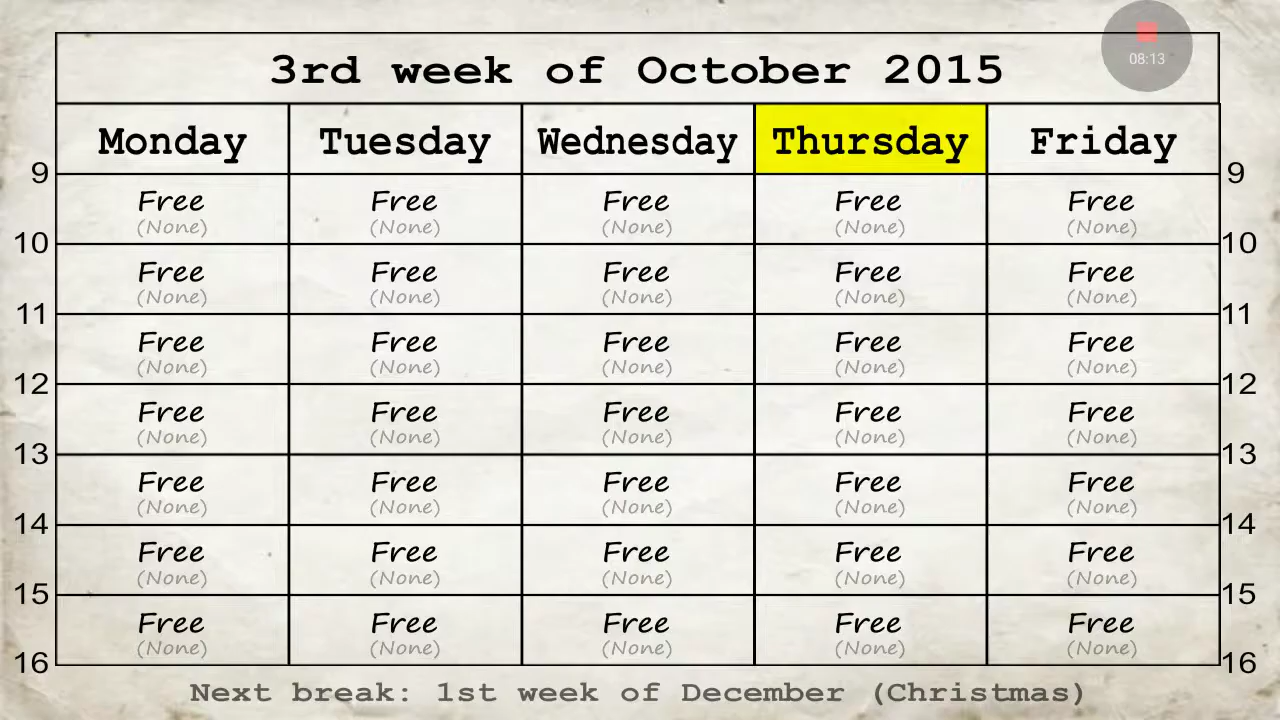 3rd week of October 2015
08:13
Monday Tuesday Wednesday Thursday Friday
9 9
Free Free Free Free Free
(None) (None) (None) (None) (None)
10 10
Free Free Free Free Free
(None) (None) (None) (None) (None)
11 11
Free Free Free Free Free
(None) (None) (None) (None) (None)
12 12
Free Free Free Free Free
(None) (None) (None) (None) (None)
13 13
Free Free Free Free Free
(None) (None) (None) (None) (None)
14 14
Free Free Free Free Free
(None) (None) (None) (None) (None)
15 15
Free Free Free Free Free
(None) (None) (None) (None) (None)
16 16
Next break: 1st week of December (Christmas)